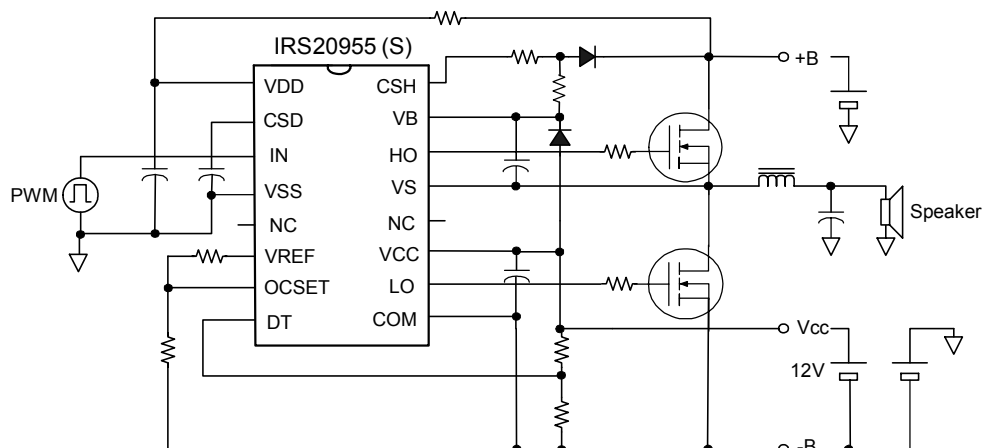 IRS20955 (S)
VDD
CSD
IN
VSS
NC
VREF
OCSET
DT
CSH
VB
HO
VS
NC
VCC
LO
COM
PWM
+B
Speaker
Vcc
12V
-B